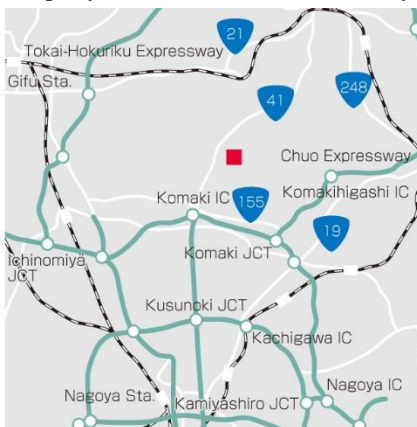 21
Tokai-Hokuriku Expressway
Gifu Sta.
41
248
Chuo Expressway
Komakihigashi IC
Komaki IC
155
19
Komaki JCT
Ichinomiya
JCT
Kusunoki JCT
Kachigawa IC
Nagoya Sta.
Kamiyashiro JCT
Nagoya IC